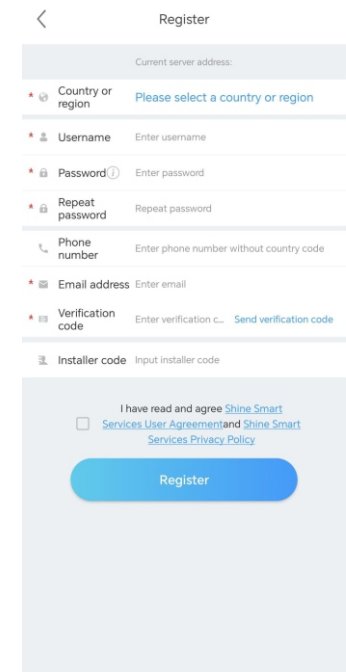 Register
Current server address:
* Country or region Please select a country or region
* Username Enter username
* Password Enter password
* Repeat password Repeat password
Phone number Enter phone number without country code
* Email address Enter email
* Verification code Enter verification c... Send verification code
Installer code Input installer code
I have read and agree Shine Smart
Services User Agreementand Shine Smart
Services Privacy Policy
Register